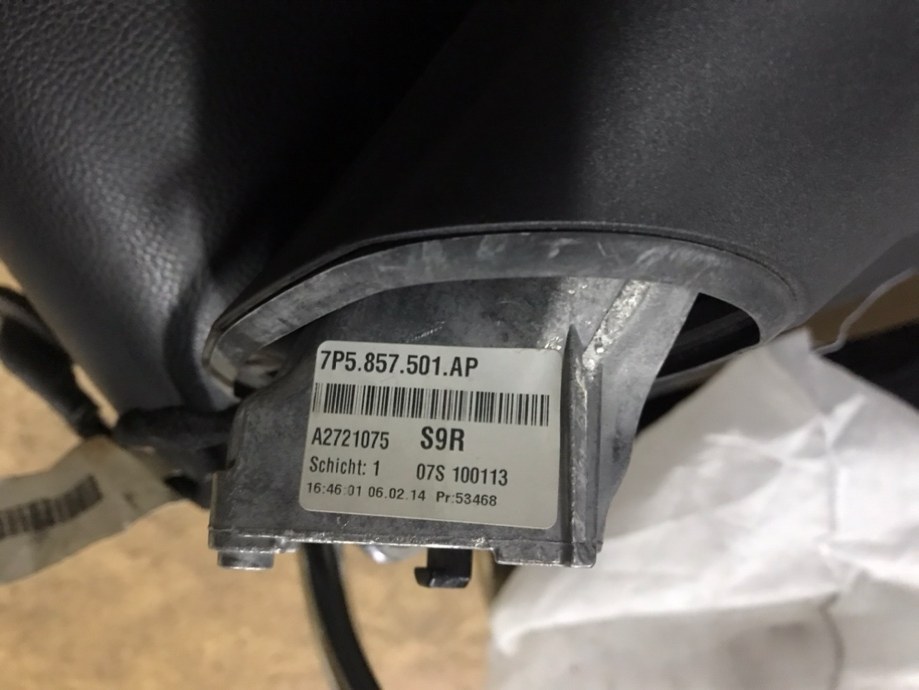 7P5.857.501.AP
A2721075 S9R
Schicht: 1 07S 100113
16:46:01 06.02.14 Pr:53468